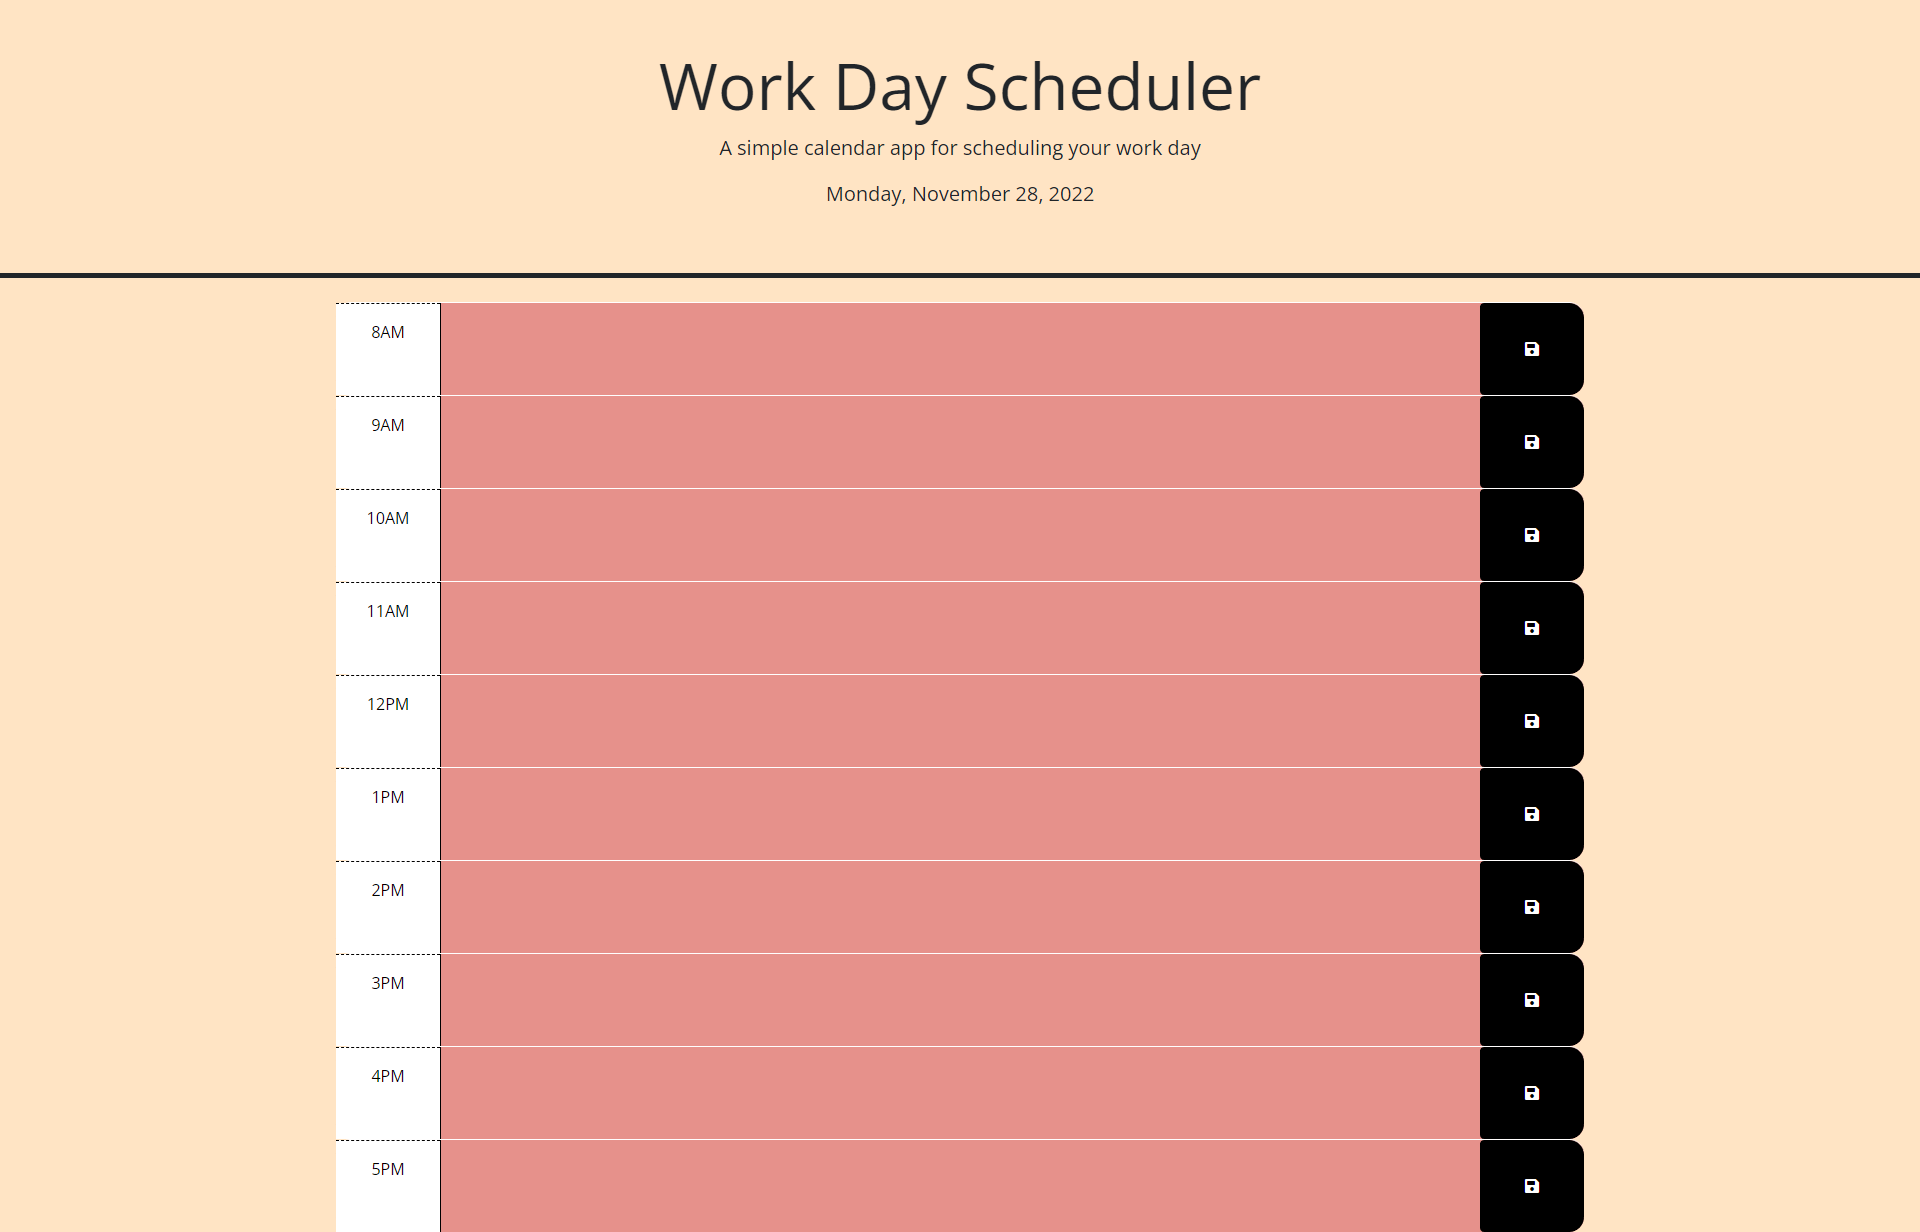 Work Day Scheduler
A simple calendar app for scheduling your work day
Monday, November 28, 2022
8AM
9AM
10AM
11AM
12PM
1PM
2PM
3PM
4PM
5PM